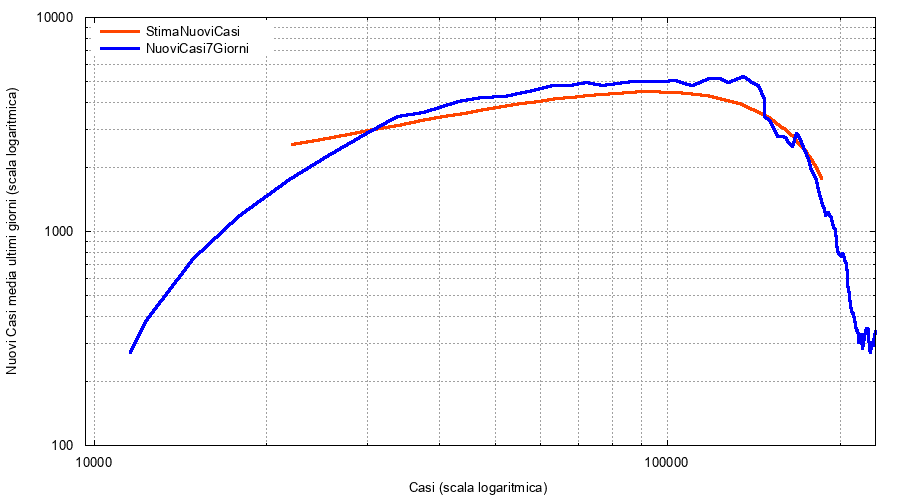 10000
StimaNuoviCasi
NuoviCasi7Giorni
Nuovi Casi media ultimi giorni (scala logaritmica)
1000
100
10000
100000
Casi (scala logaritmica)